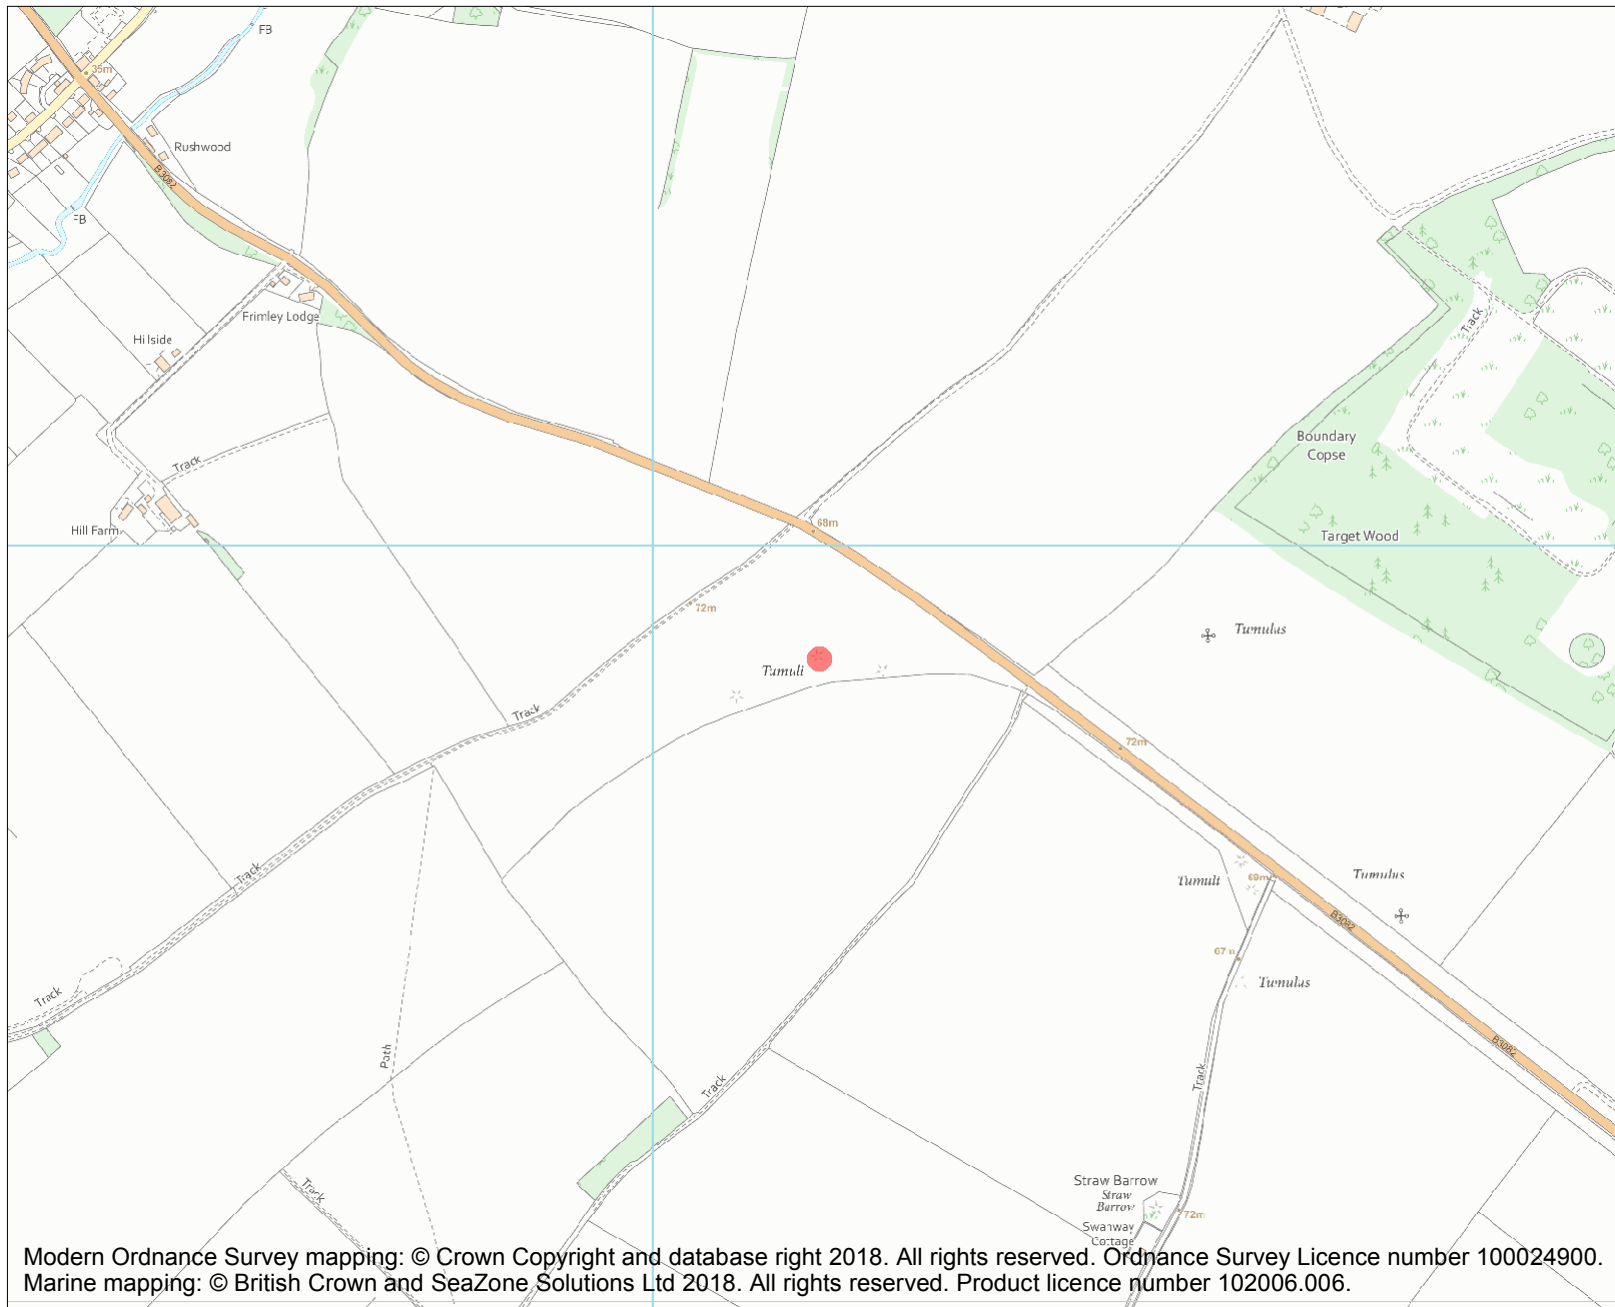 FB
35m
Rushwood
B3082
FB
Frimley Lodge
Hillside
Track
Hill Farm
Track
Boundary
Copse
68m
Target Wood
72m
Tumulus
Tumuli
Track
72m
Tumuli
69m
Tumulus
B3082
Track
67m
Tumulus
Track
B3082
Path
Track
Track
Track
Straw Barrow
Straw
Barrow
72m
Swanway
Cottage
Modern Ordnance Survey mapping: © Crown Copyright and database right 2018. All rights reserved. Ordnance Survey Licence number 100024900.
Marine mapping: © British Crown and SeaZone Solutions Ltd 2018. All rights reserved. Product licence number 102006.006.